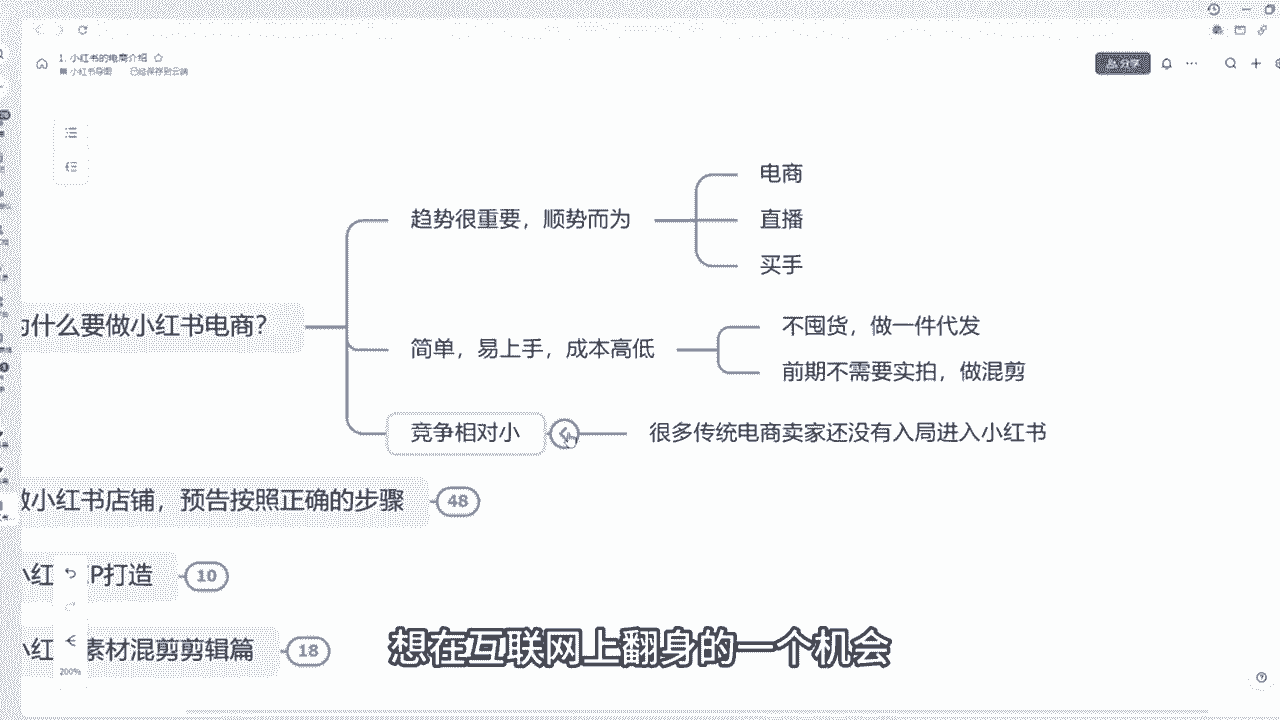 1. 小红书的电商介绍
小红书导图 已经保存到云端
分享
电商
趋势很重要，顺势而为
直播
买手
为什么要做小红书电商？
不囤货，做一件代发
简单，易上手，成本高低
前期不需要实拍，做混剪
竞争相对小
很多传统电商卖家还没有入局进入小红书
做小红书店铺，预告按照正确的步骤
48
小红 P打造
10
小红 素材混剪剪辑篇
18
想在互联网上翻身的一个机会
200%